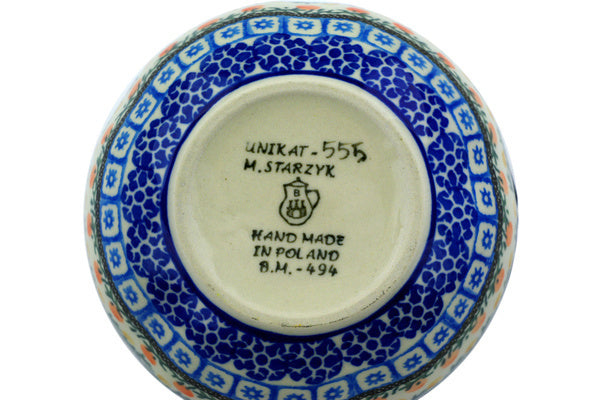 UNIKAT-555
M.STARZYK
B
HAND MADE
IN POLAND
B.M.-494